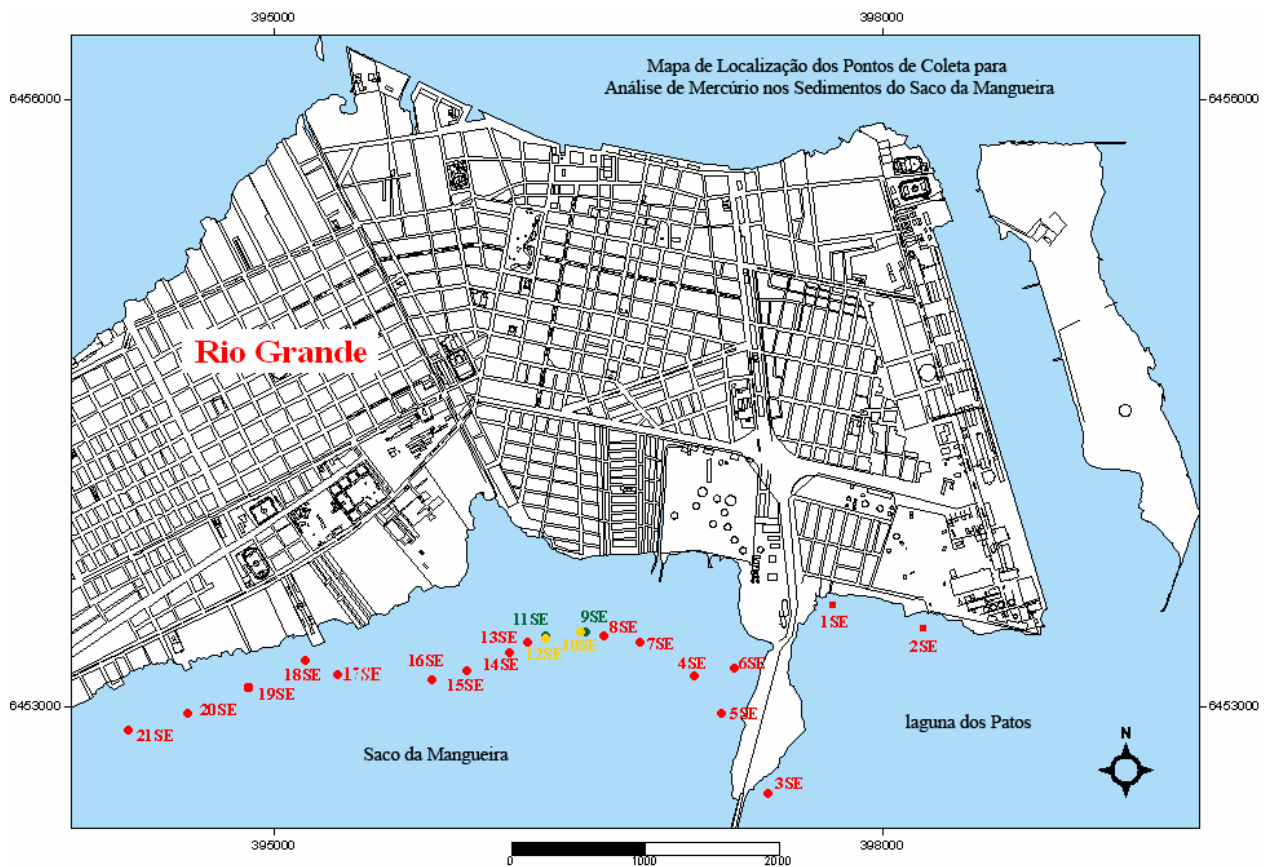 395000
398000
Mapa de Localização dos Pontos de Coleta para
Análise de Mercúrio nos Sedimentos do Saco da Mangueira
6456000
6456000
Rio Grande
11SE
9SE
1SE
2SE
13SE
12SE
10SE
8SE
7SE
18SE
17SE
16SE
15SE
14SE
4SE
6SE
19SE
20SE
5SE
21SE
6453000
6453000
laguna dos Patos
Saco da Mangueira
N
3SE
395000
398000
0
1000
2000